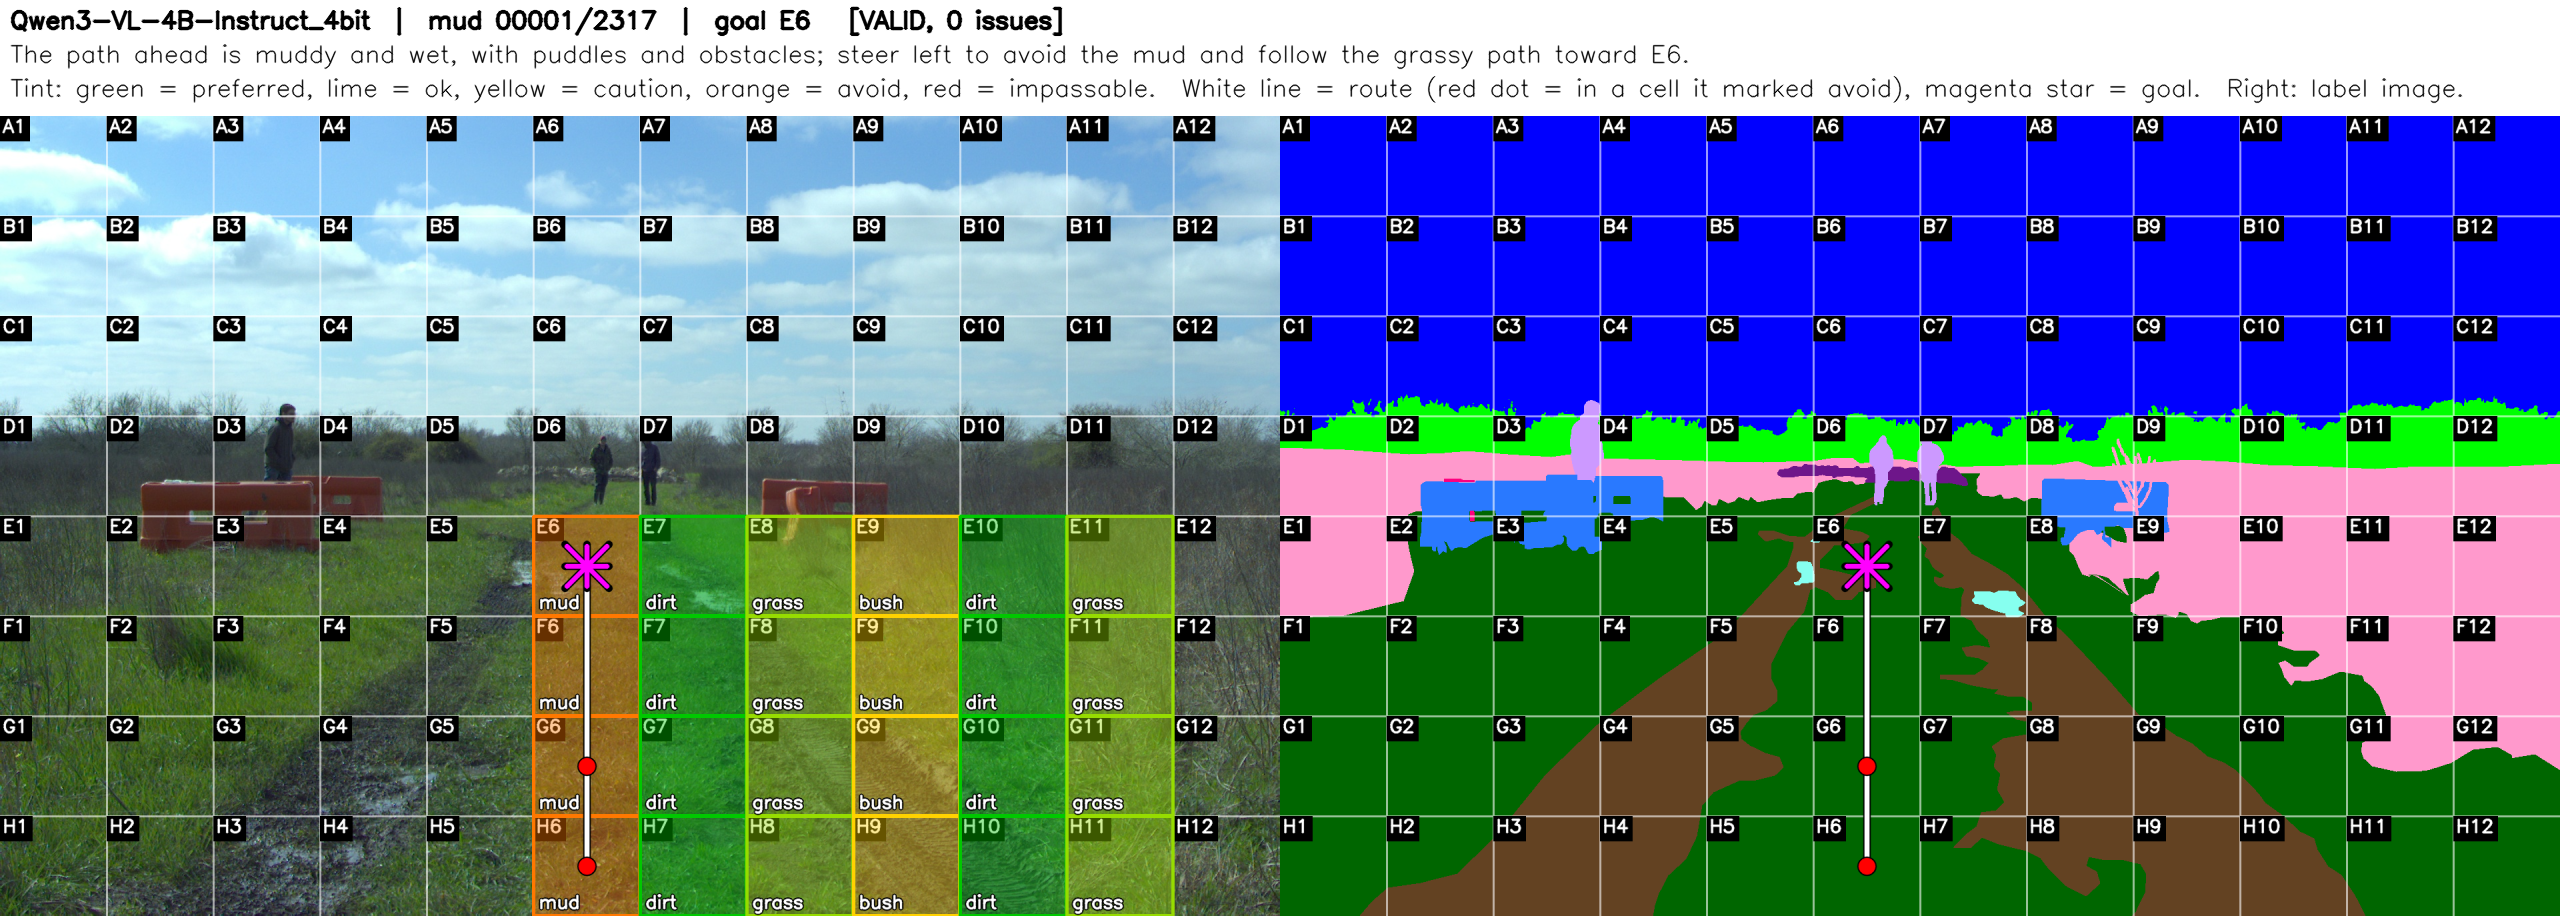 Qwen3-VL-4B-Instruct_4bit | mud 00001/2317 | goal E6 [VALID, 0 issues]
The path ahead is muddy and wet, with puddles and obstacles; steer left to avoid the mud and follow the grassy path toward E6.
Tint: green = preferred, lime = ok, yellow = caution, orange = avoid, red = impassable. White line = route (red dot = in a cell it marked avoid), magenta star = goal. Right: label image.
A1 A2 A3 A4 A5 A6 A7 A8 A9 A10 A11 A12 A1 A2 A3 A4 A5 A6 A7 A8 A9 A10 A11 A12
B1 B2 B3 B4 B5 B6 B7 B8 B9 B10 B11 B12 B1 B2 B3 B4 B5 B6 B7 B8 B9 B10 B11 B12
C1 C2 C3 C4 C5 C6 C7 C8 C9 C10 C11 C12 C1 C2 C3 C4 C5 C6 C7 C8 C9 C10 C11 C12
D1 D2 D3 D4 D5 D6 D7 D8 D9 D10 D11 D12 D1 D2 D3 D4 D5 D6 D7 D8 D9 D10 D11 D12
E1 E2 E3 E4 E5 E6 E7 E8 E9 E10 E11 E12 E1 E2 E3 E4 E5 E6 E7 E8 E9 E10 E11 E12
mud dirt grass bush dirt grass
F1 F2 F3 F4 F5 F6 F7 F8 F9 F10 F11 F12 F1 F2 F3 F4 F5 F6 F7 F8 F9 F10 F11 F12
mud dirt grass bush dirt grass
G1 G2 G3 G4 G5 G6 G7 G8 G9 G10 G11 G12 G1 G2 G3 G4 G5 G6 G7 G8 G9 G10 G11 G12
mud dirt grass bush dirt grass
H1 H2 H3 H4 H5 H6 H7 H8 H9 H10 H11 H12 H1 H2 H3 H4 H5 H6 H7 H8 H9 H10 H11 H12
mud dirt grass bush dirt grass